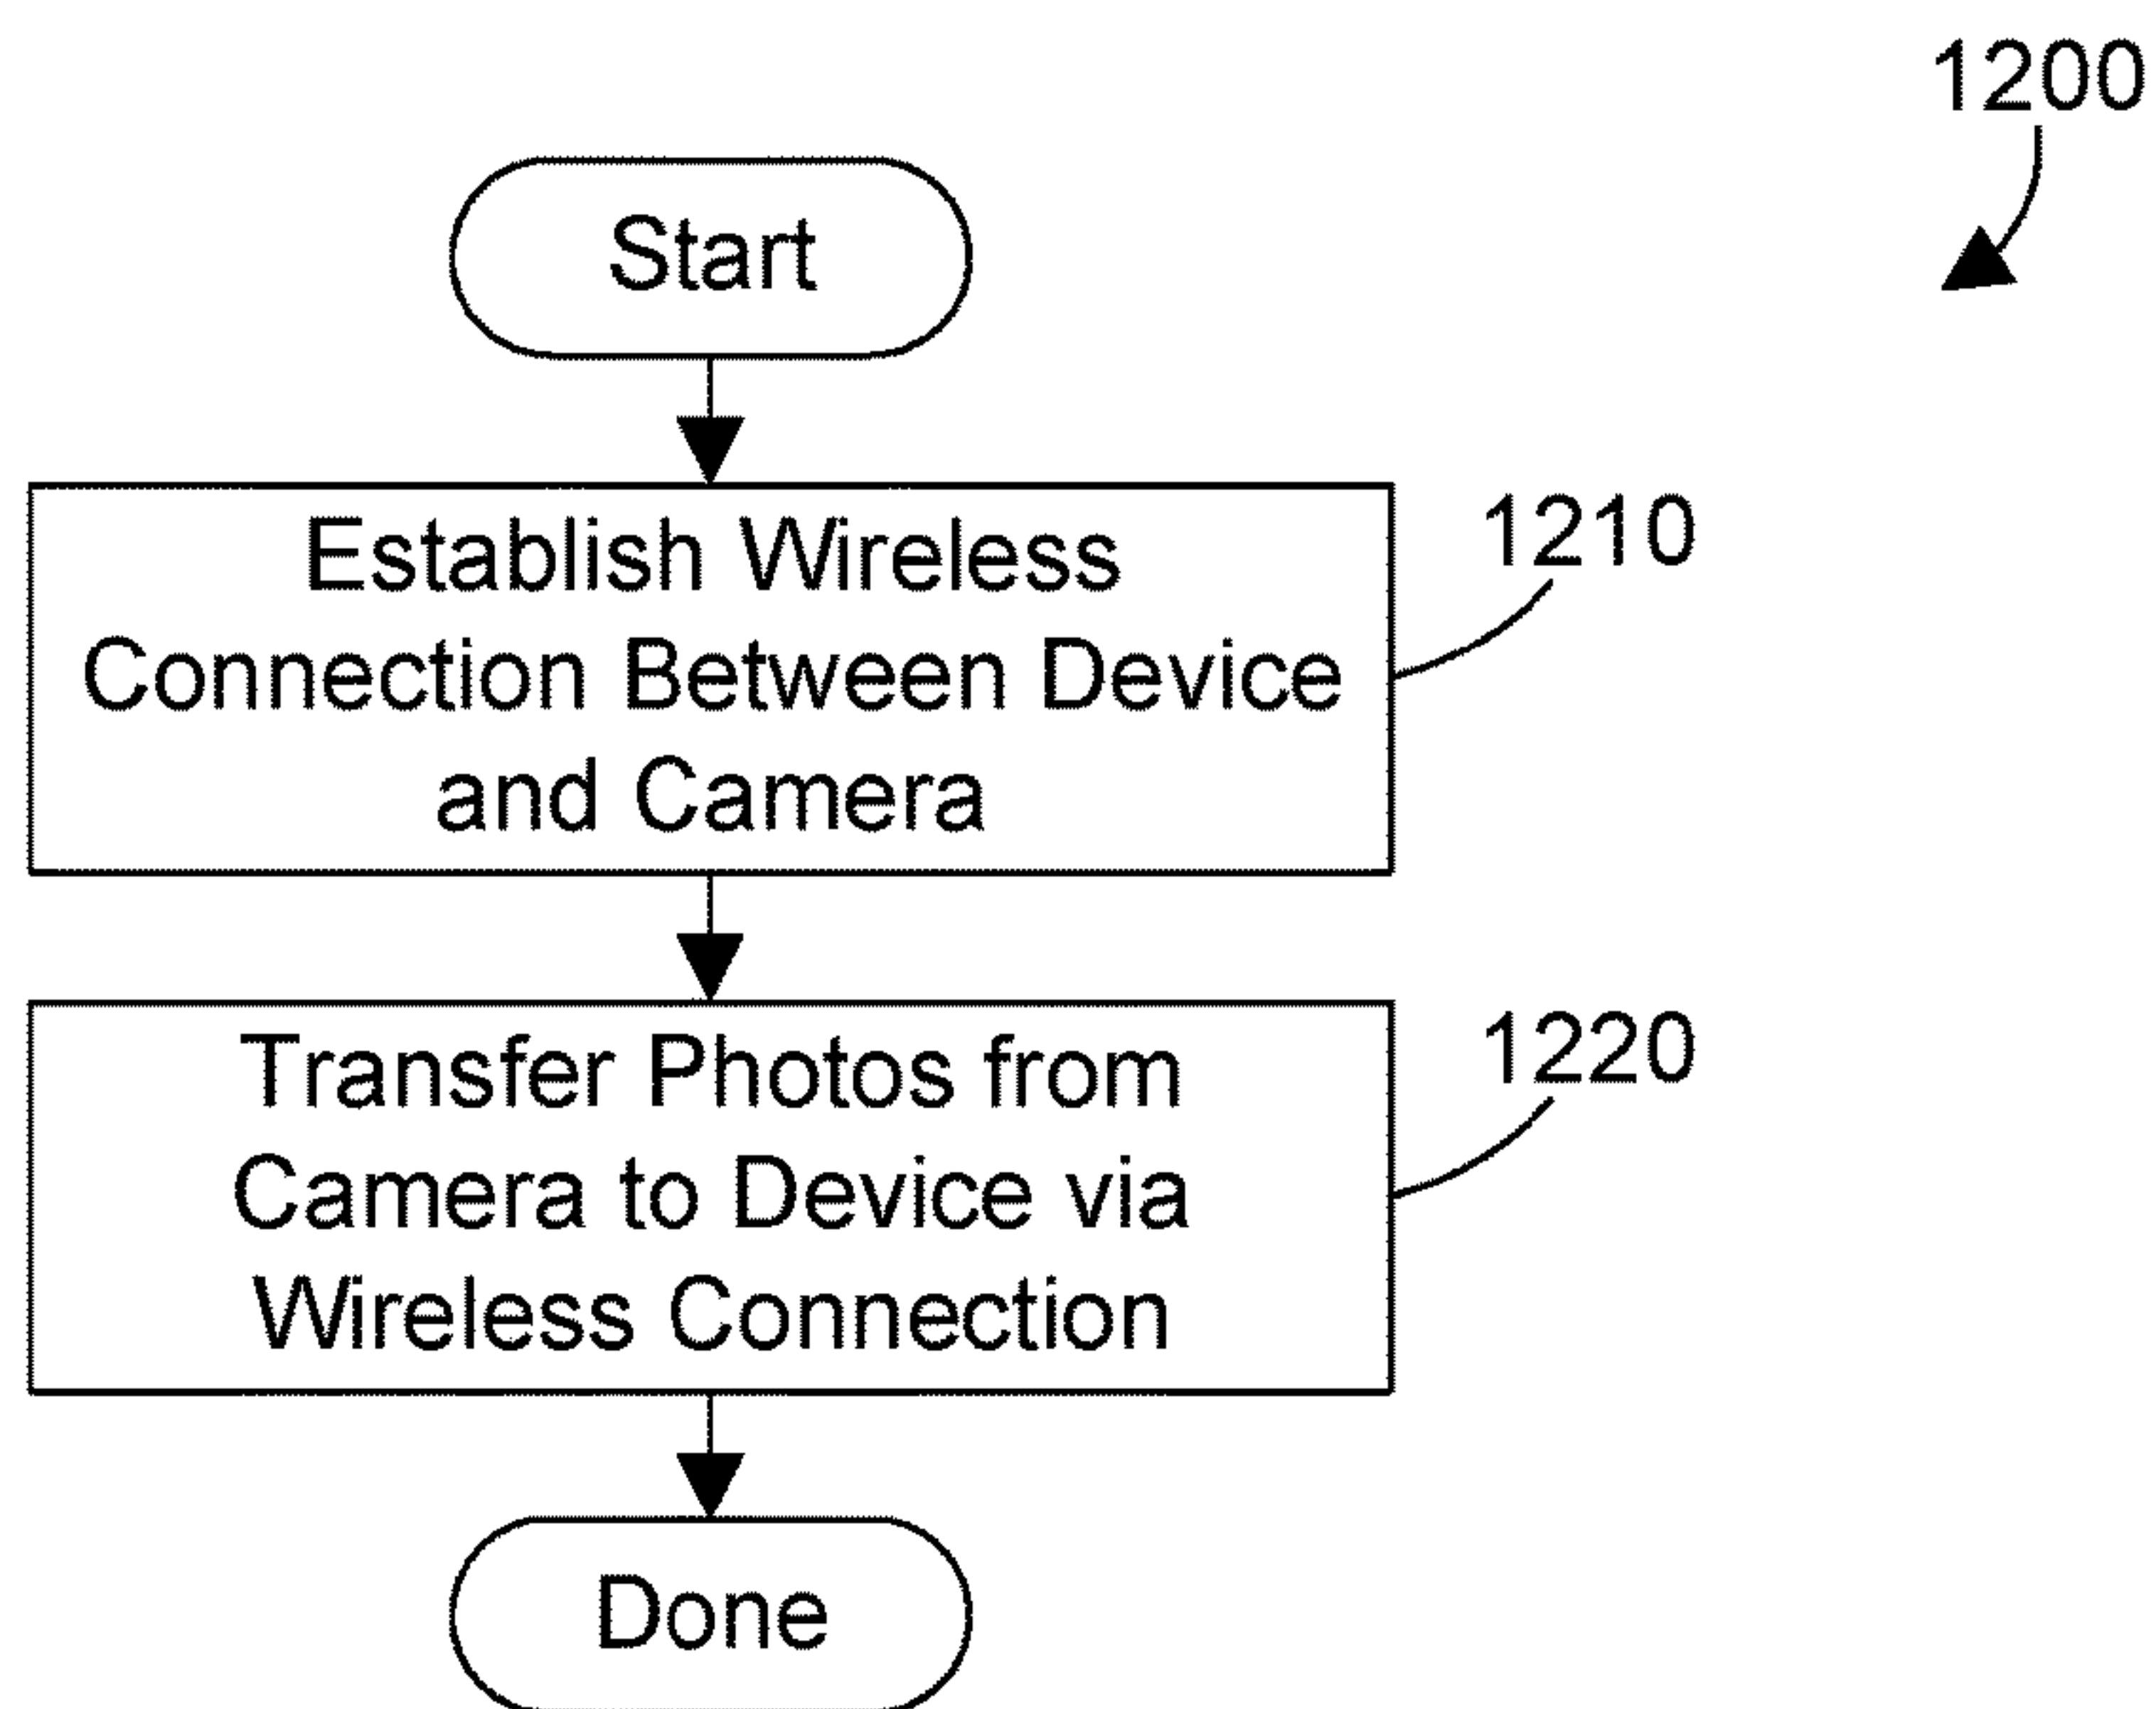 1200
Start
Establish Wireless
Connection Between Device
and Camera
1210
Transfer Photos from
Camera to Device via
Wireless Connection
1220
Done